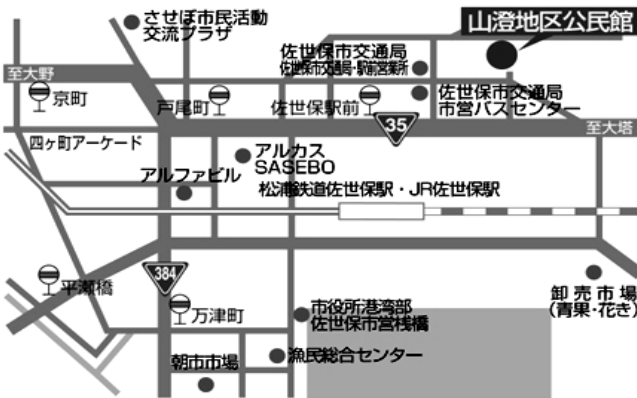 させぼ市民活動
交流プラザ
山澄地区公民館
佐世保市交通局
佐世保市交通局・駅前営業所
至大野
京町
戸尾町
佐世保駅前
佐世保市交通局
市営バスセンター
35
至大塔
四ヶ町アーケード
アルカス
SASEBO
アルファビル
松浦鉄道佐世保駅・JR佐世保駅
384
平瀬橋
万津町
市役所港湾部
佐世保市営桟橋
卸売市場
(青果・花き)
朝市市場
漁民総合センター